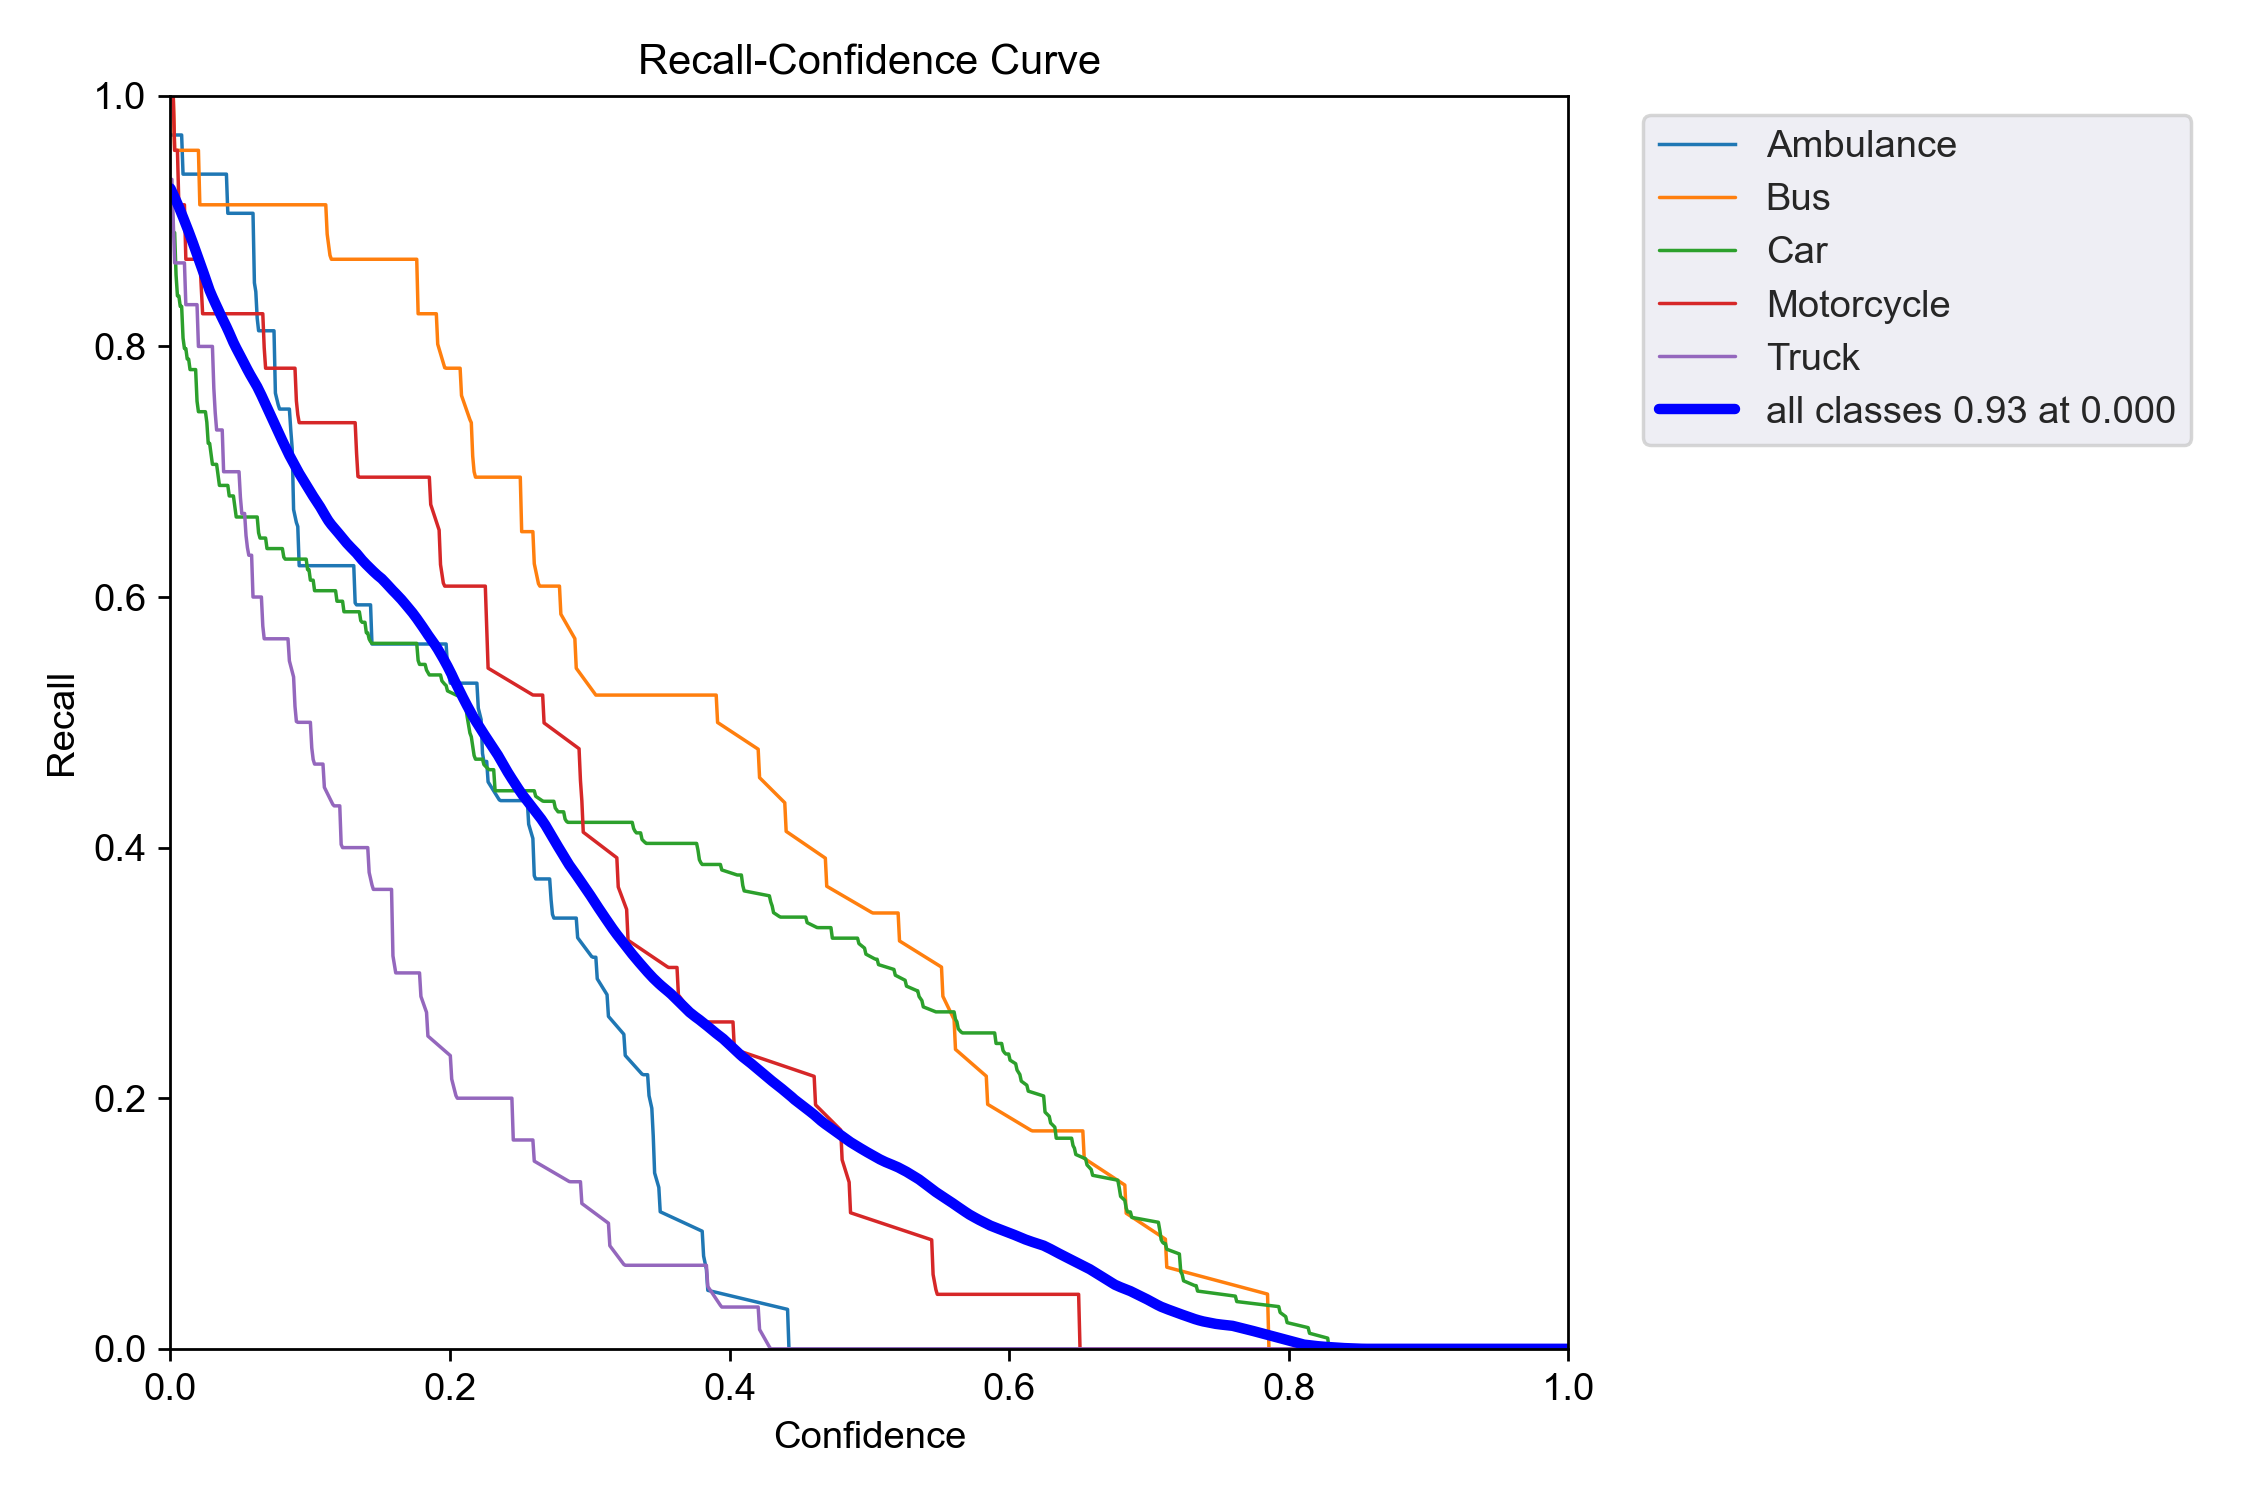 Recall-Confidence Curve
1.0
0.8
0.6
0.4
0.2
0.0
Recall
0.0 0.2 0.4 0.6 0.8 1.0
Confidence
Ambulance
Bus
Car
Motorcycle
Truck
all classes 0.93 at 0.000